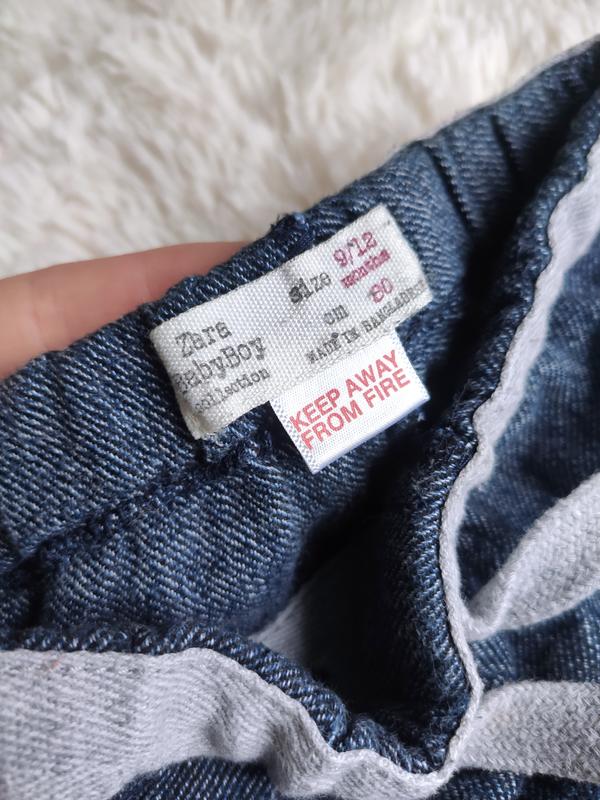 Zara
BabyBoy
collection
size 9/12
months
cm 80
MADE IN BANGLADESH
KEEP AWAY
FROM FIRE